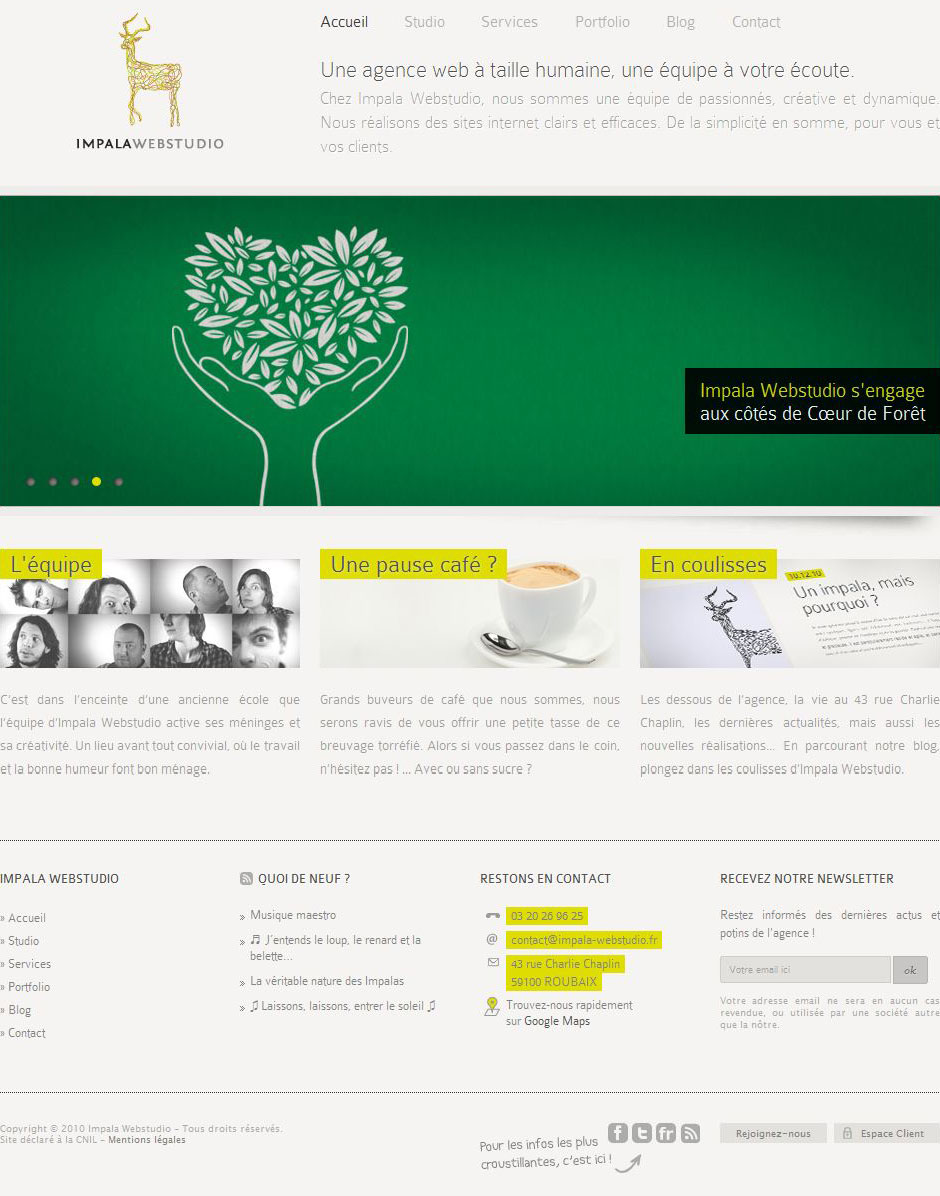 Accueil Studio Services Portfolio Blog Contact
IMPALAWEBSTUDIO
Une agence web à taille humaine, une équipe à votre écoute.
Chez Impala Webstudio, nous sommes une équipe de passionnés, créative et dynamique.
Nous réalisons des sites internet clairs et efficaces. De la simplicité en somme, pour vous et
vos clients.
Impala Webstudio s'engage
aux côtés de Cœur de Forêt
L'équipe
C'est dans l'enceinte d'une ancienne école que
l'équipe d'Impala Webstudio active ses méninges et
sa créativité. Un lieu avant tout convivial, où le travail
et la bonne humeur font bon ménage.
Une pause café ?
Grands buveurs de café que nous sommes, nous
serons ravis de vous offrir une petite tasse de ce
breuvage torréfié. Alors si vous passez dans le coin,
n'hésitez pas ! ... Avec ou sans sucre ?
En coulisses
10.12.10
Un impala, mais
pourquoi ?
Les dessous de l'agence, la vie au 43 rue Charlie
Chaplin, les dernières actualités, mais aussi les
nouvelles réalisations... En parcourant notre blog,
plongez dans les coulisses d'Impala Webstudio.
IMPALA WEBSTUDIO
» Accueil
» Studio
» Services
» Portfolio
» Blog
» Contact
QUOI DE NEUF ?
» Musique maestro
» ♬ J'entends le loup, le renard et la
belette...
» La véritable nature des Impalas
» ♫ Laissons, laissons, entrer le soleil ♫
RESTONS EN CONTACT
03 20 26 96 25
@ contact@impala-webstudio.fr
43 rue Charlie Chaplin
59100 ROUBAIX
Trouvez-nous rapidement
sur Google Maps
RECEVEZ NOTRE NEWSLETTER
Restez informés des dernières actus et
potins de l'agence !
Votre email ici ok
Votre adresse email ne sera en aucun cas
revendue, ou utilisée par une société autre
que la nôtre.
Copyright © 2010 Impala Webstudio - Tous droits réservés.
Site déclaré à la CNIL - Mentions légales
Pour les infos les plus
croustillantes, c'est ici !
f t fr
Rejoignez-nous Espace Client